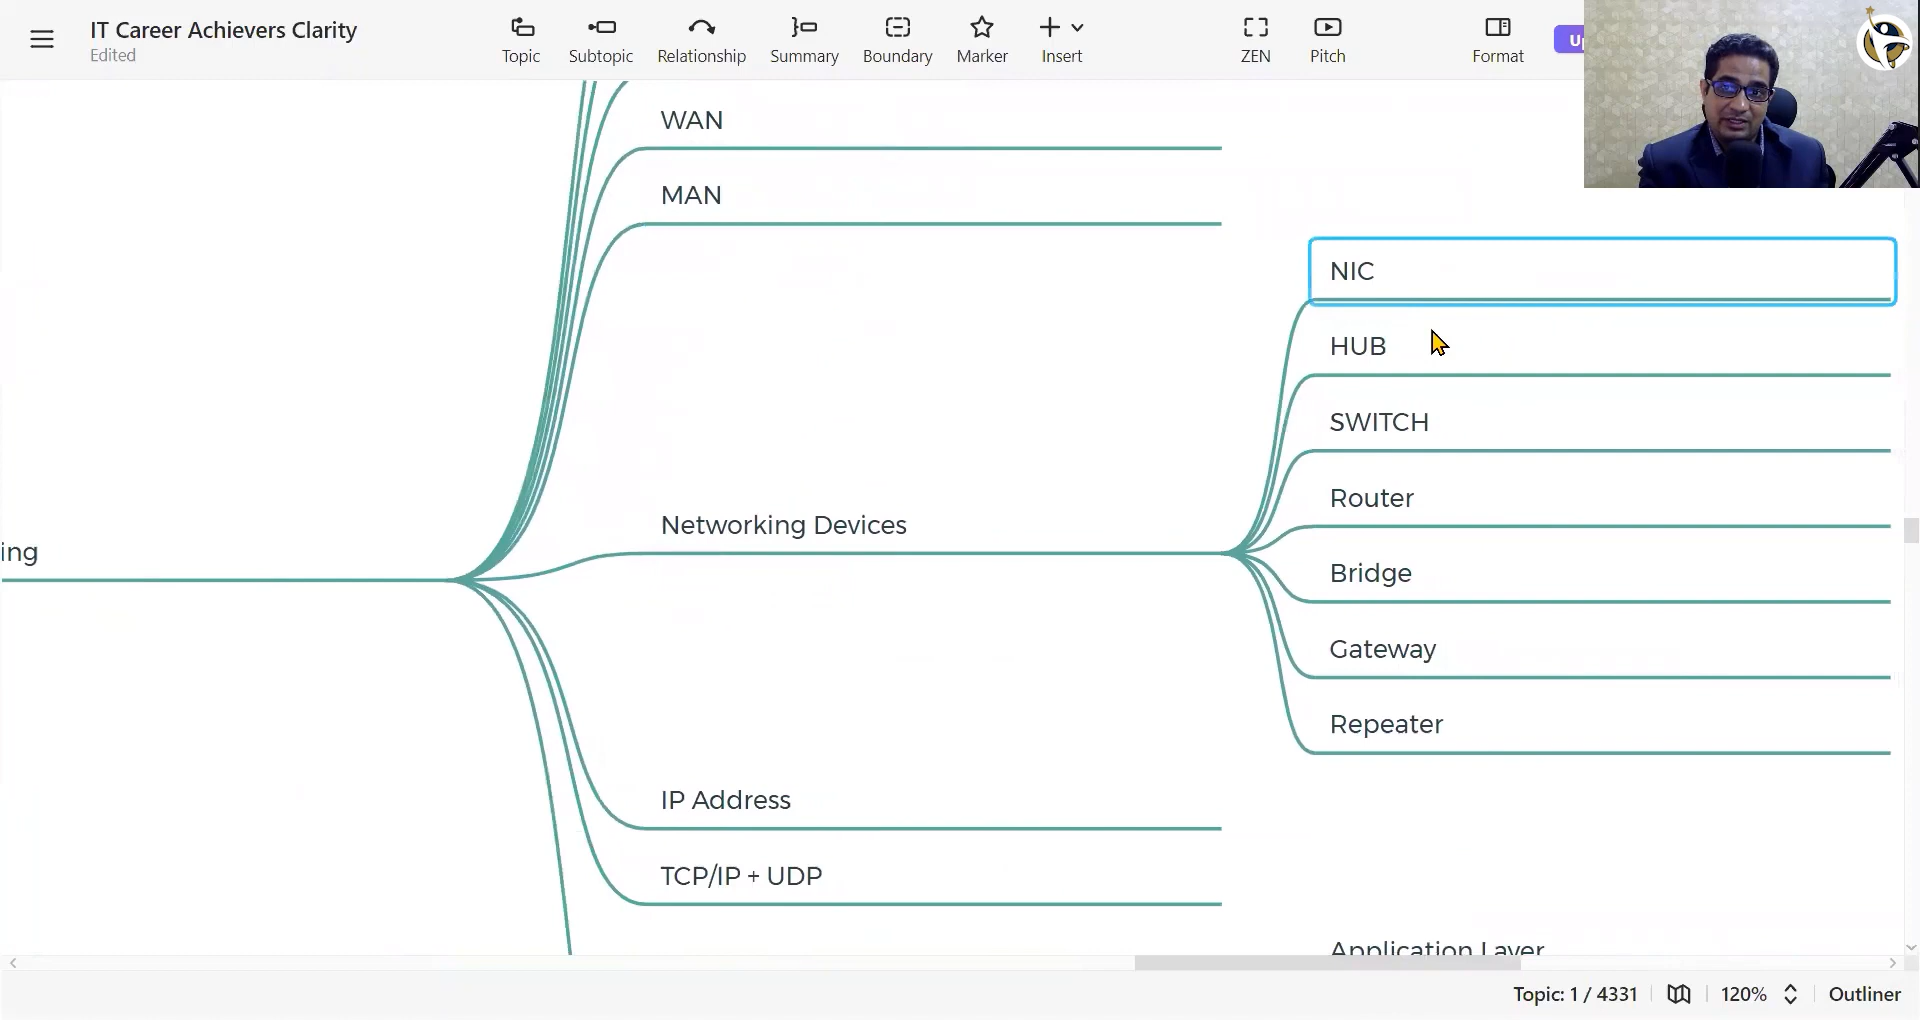 IT Career Achievers Clarity
Edited
Topic
Subtopic
Relationship
Summary
Boundary
Marker
Insert
ZEN
Pitch
Format
WAN
MAN
NIC
HUB
SWITCH
Router
Networking Devices
ing
Bridge
Gateway
Repeater
IP Address
TCP/IP + UDP
Application Layer
Topic: 1 / 4331
120%
Outliner